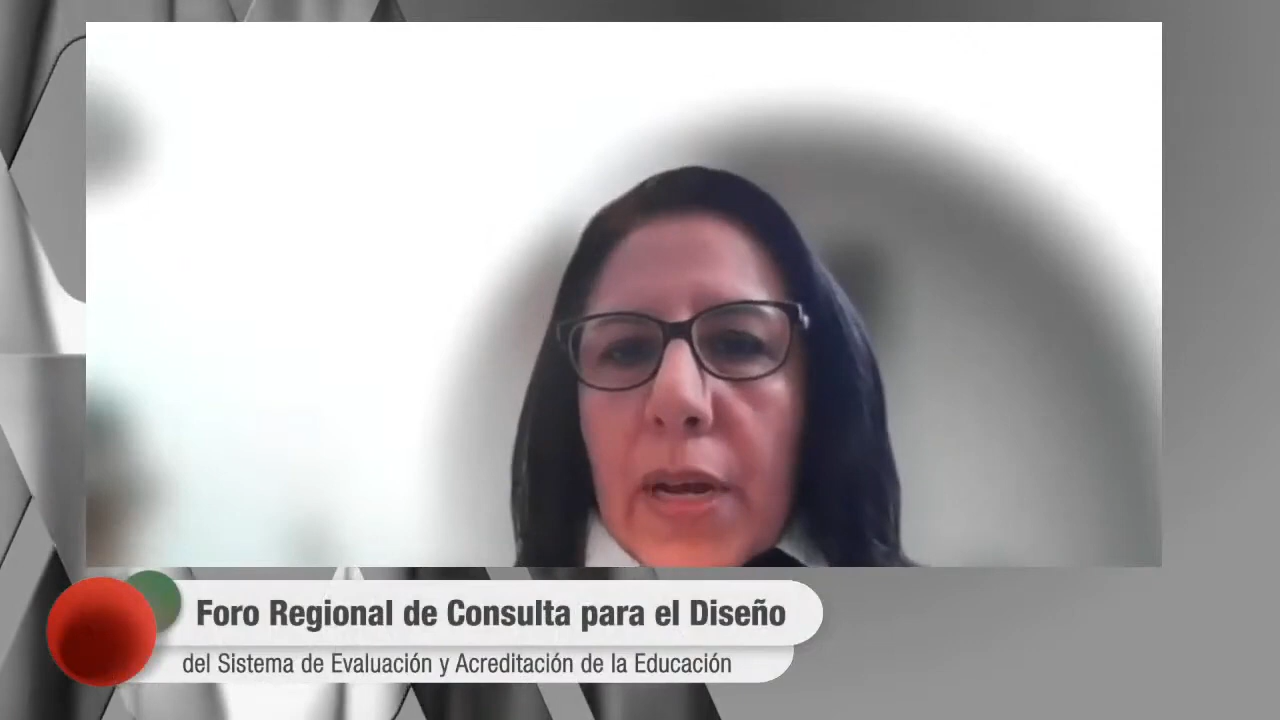 Foro Regional de Consulta para el Diseño
del Sistema de Evaluación y Acreditación de la Educación